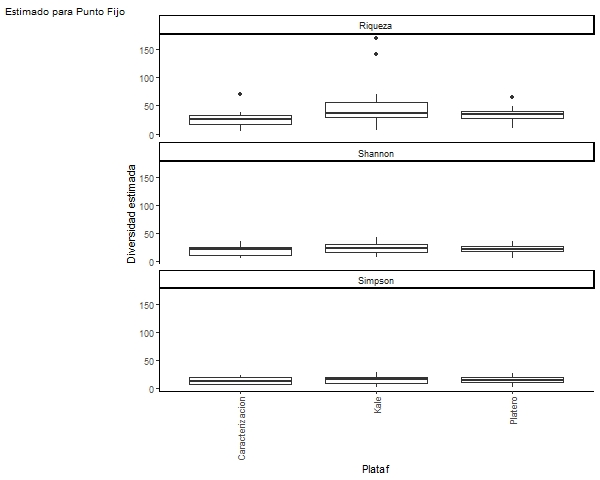 Estimado para Punto Fijo
Riqueza
150
100
50
0
Shannon
150
100
50
0
Simpson
150
100
50
0
Diversidad estimada
Caracterizacion
Kale
Platero
Plataf